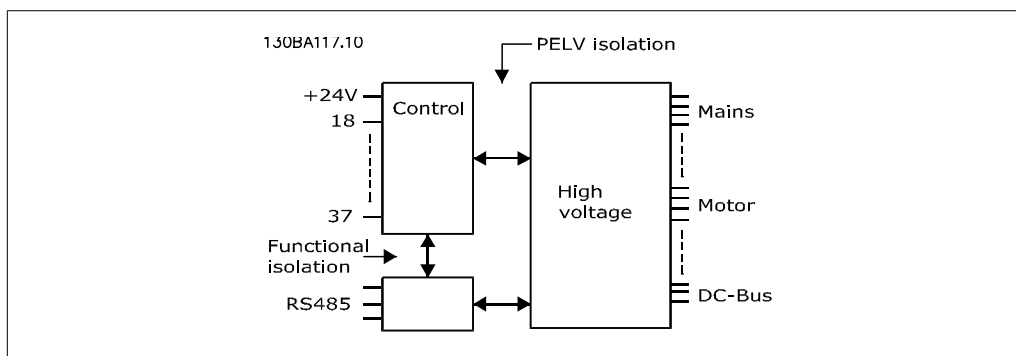 130BA117.10
PELV isolation
+24V
Control
18
Mains
High
voltage
37
Motor
Functional
isolation
RS485
DC-Bus